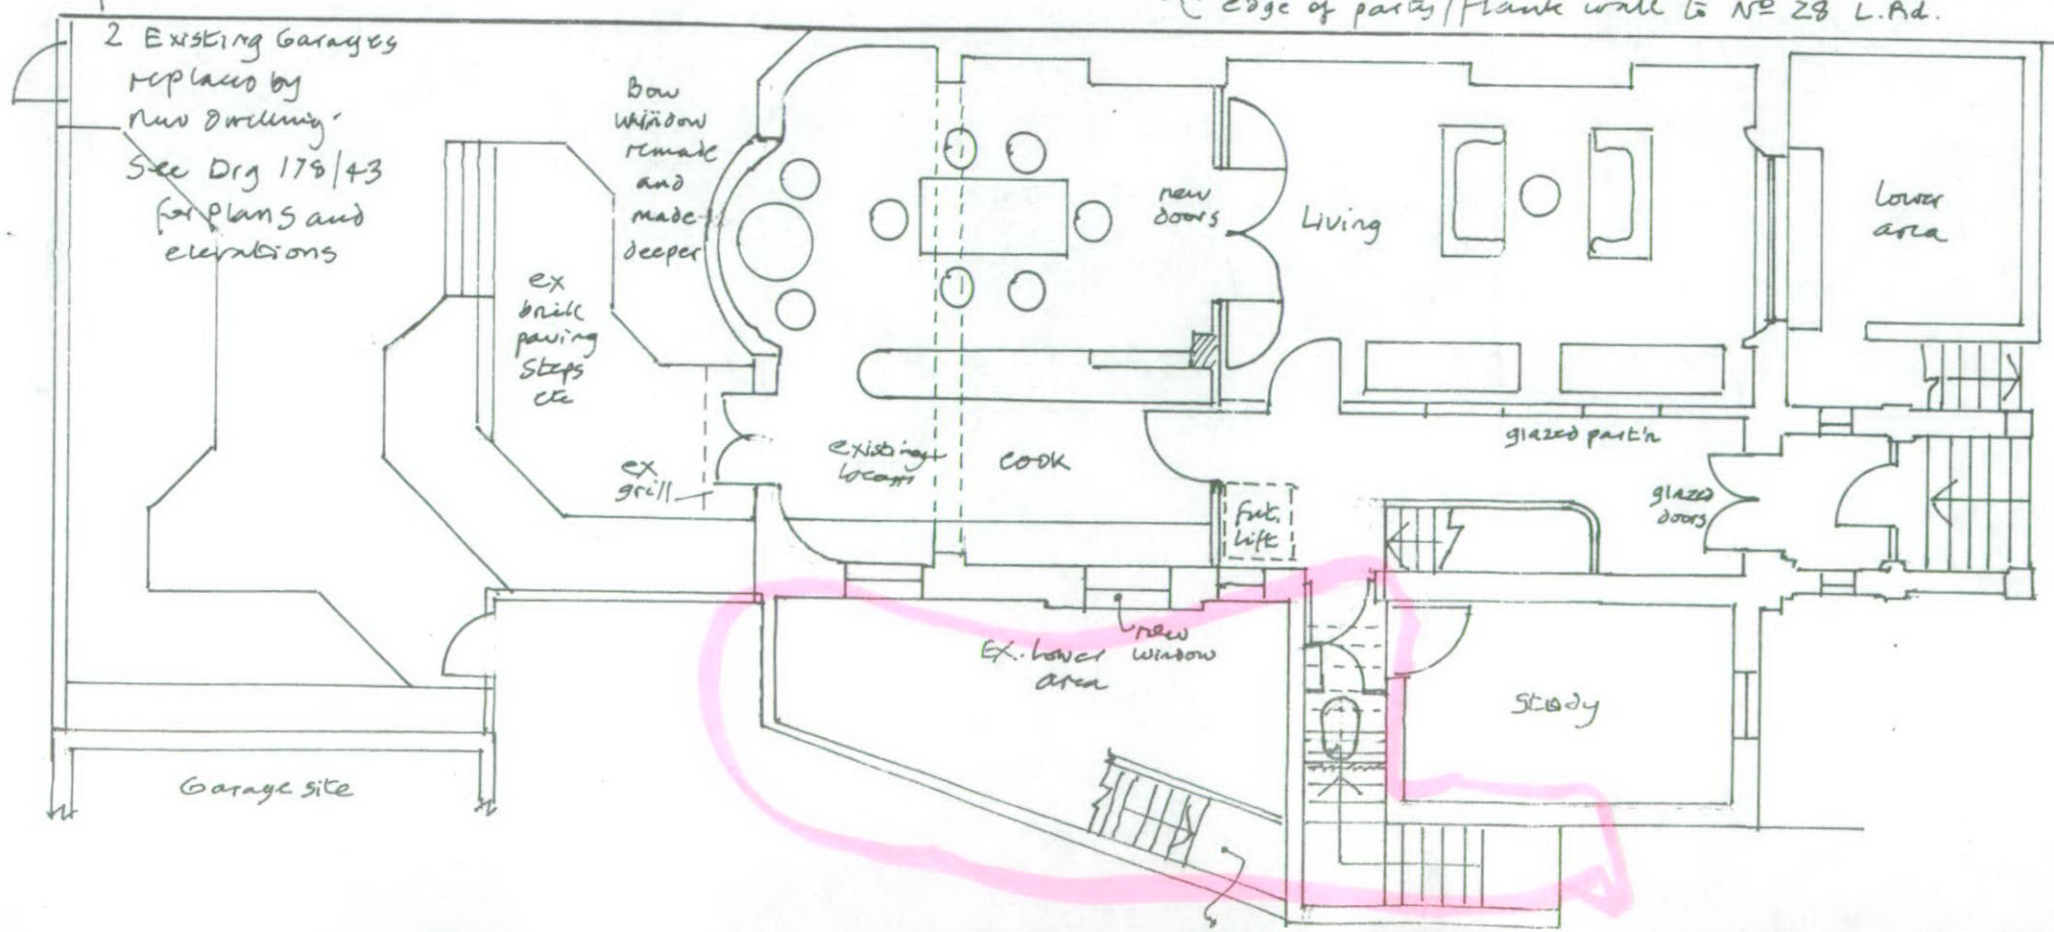 edge of party/flank wall to Nº 28 L.Rd.
2 Existing Garages
replaced by
new dwelling.
See Drg 178/43
for plans and
elevations
Bow
window
remade
and
made
deeper
ex
brick
paving
steps
etc
ex
grill
new
doors
Living
Lower
area
existing
beam
COOK
glazed part'n
glazed
doors
Fut.
lift
new
window
EX. Lower
area
Study
Garage site